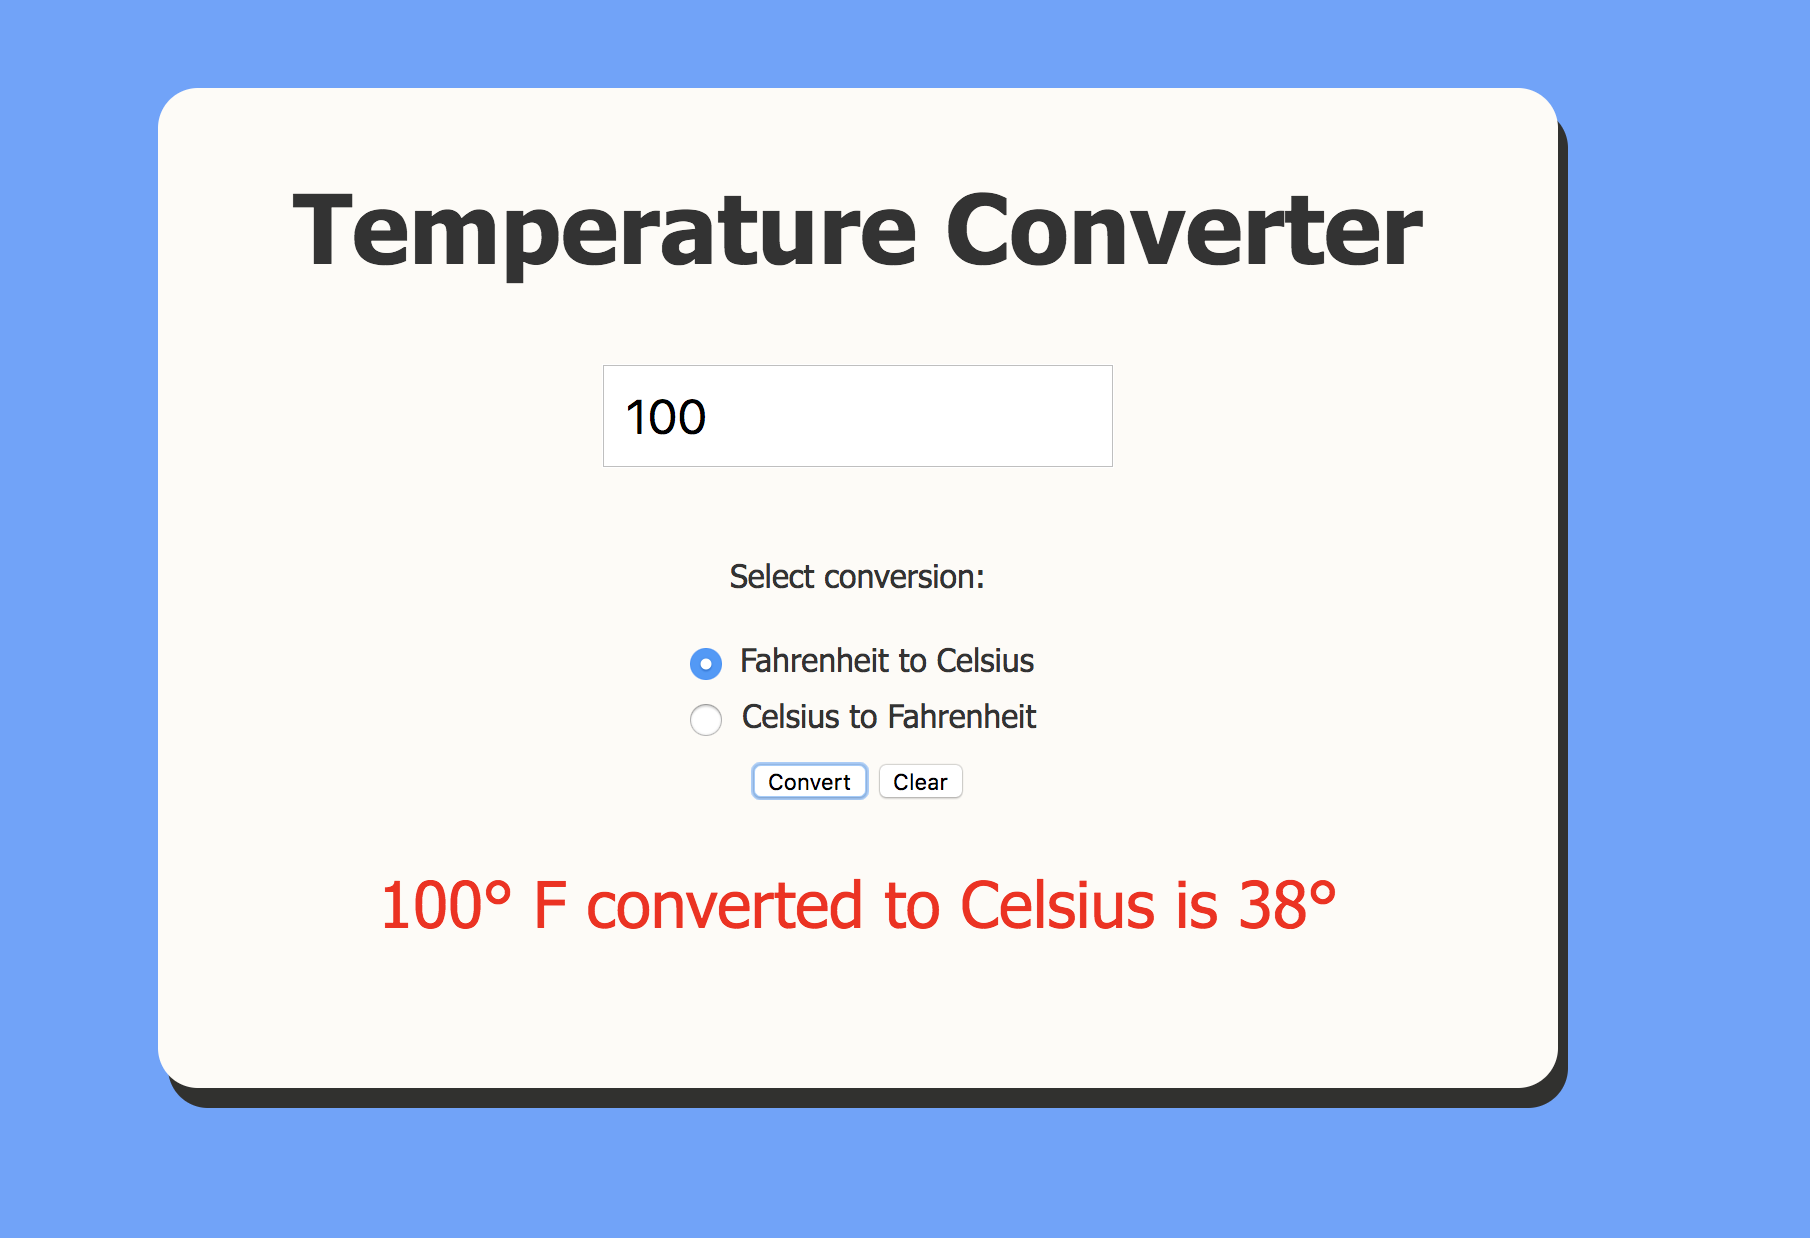 Temperature Converter
100
Select conversion:
Fahrenheit to Celsius
Celsius to Fahrenheit
Convert Clear
100° F converted to Celsius is 38°